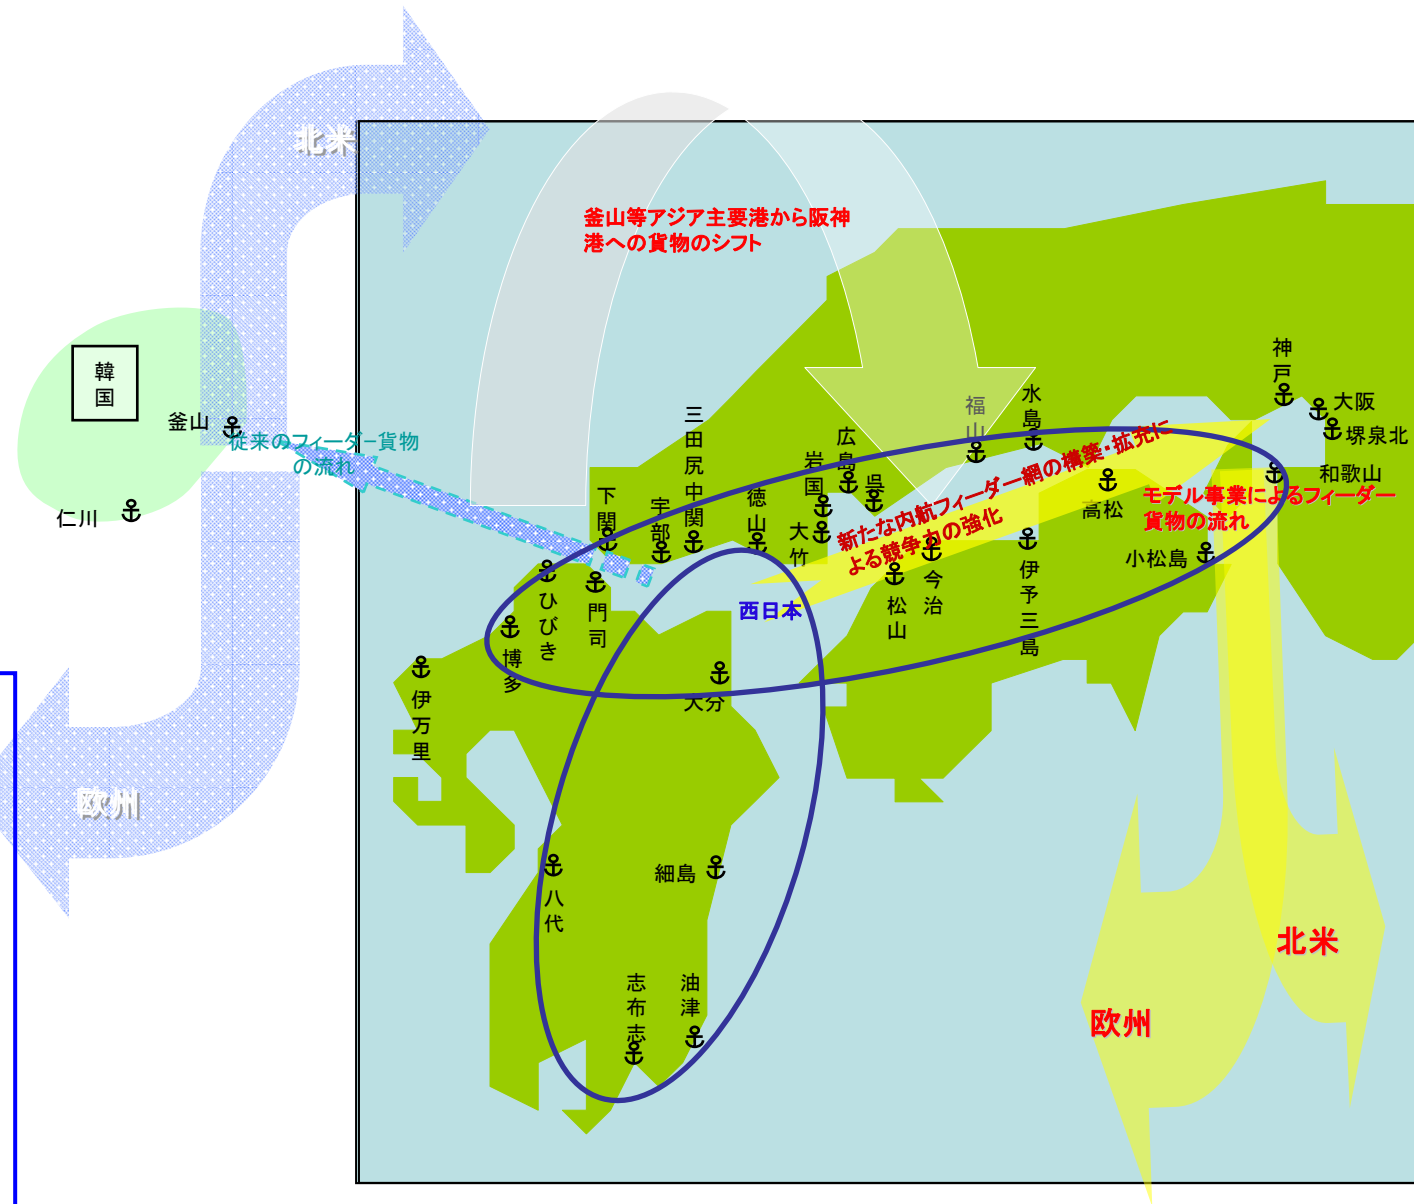 北米
釜山等アジア主要港から阪神
港への貨物のシフト
韓国
釜山
仁川
従来のフィーダー貨物
の流れ
欧州
神戸
大阪
堺泉北
和歌山
水島
福山
三田尻中関
広島
呉
岩国
大竹
徳山
宇部
下関
新たな内航フィーダー網の構築・拡充に
よる競争力の強化
高松
モデル事業によるフィーダー
貨物の流れ
小松島
伊予三島
今治
松山
西日本
ひびき
門司
博多
伊万里
大分
八代
細島
志布志
油津
北米
欧州